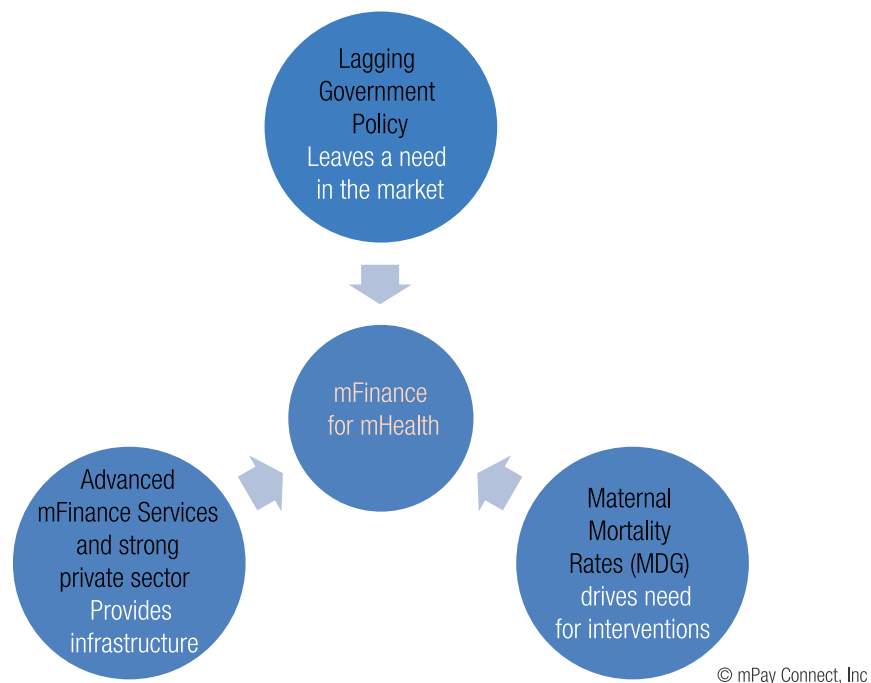 Lagging
Government
Policy
Leaves a need
in the market
mFinance
for mHealth
Advanced
mFinance Services
and strong
private sector
Provides
infrastructure
Maternal
Mortality
Rates (MDG)
drives need
for interventions
© mPay Connect, Inc